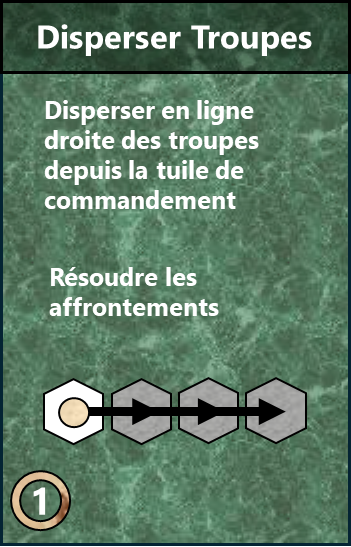 Disperser Troupes
Disperser en ligne
droite des troupes
depuis la tuile de
commandement
Résoudre les
affrontements
1